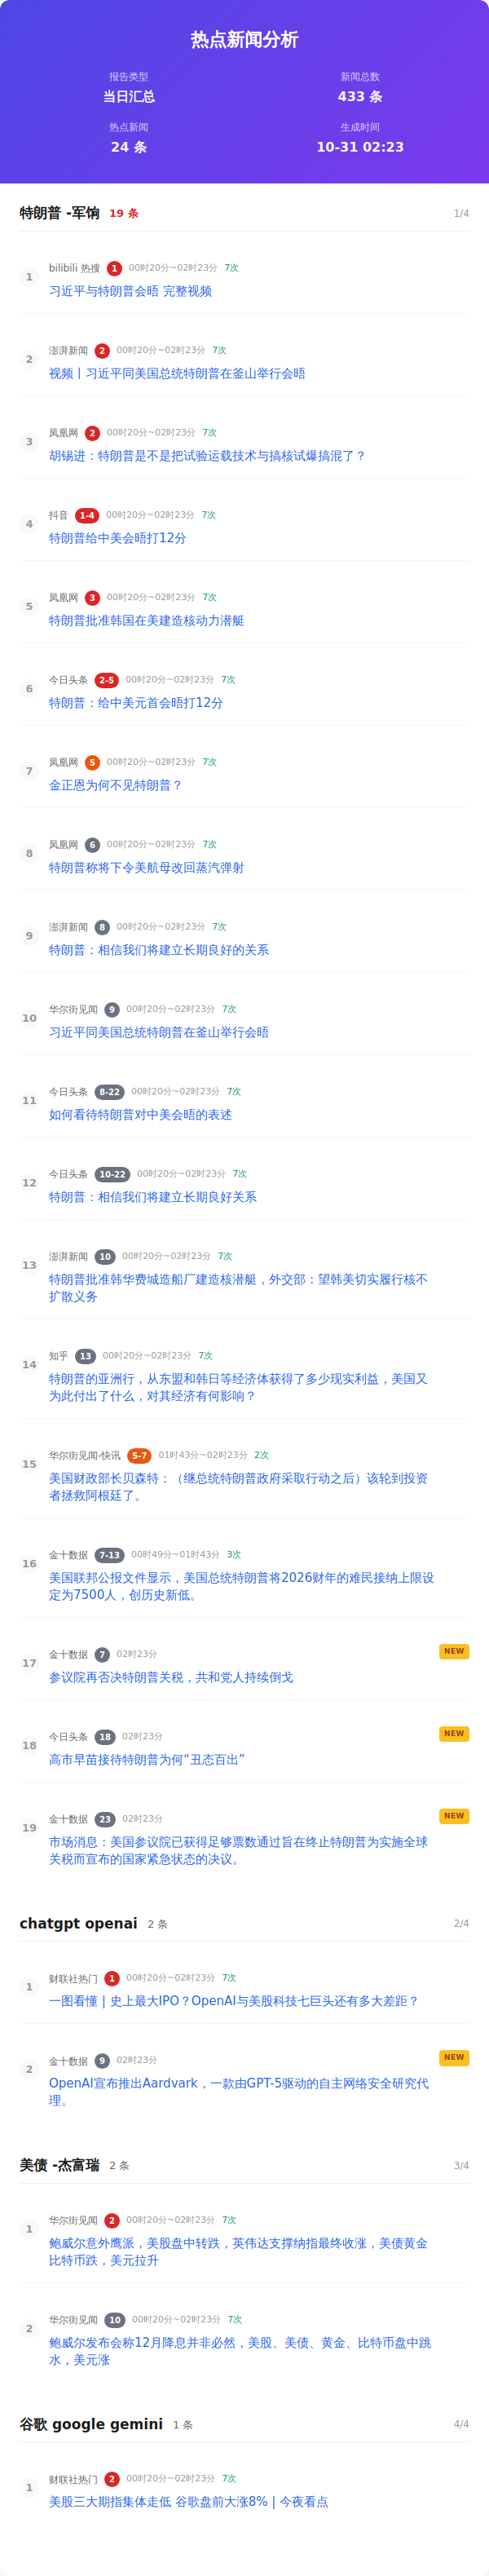 热点新闻分析
报告类型
新闻总数
当日汇总
433 条
热点新闻
生成时间
24 条
10-31 02:23
特朗普 -军饷 19 条 1/4
1 bilibili 热搜 1 00时20分~02时23分 7次
习近平与特朗普会晤 完整视频
2 澎湃新闻 2 00时20分~02时23分 7次
视频丨习近平同美国总统特朗普在釜山举行会晤
3 凤凰网 2 00时20分~02时23分 7次
胡锡进：特朗普是不是把试验运载技术与搞核试爆搞混了？
4 抖音 1-4 00时20分~02时23分 7次
特朗普给中美会晤打12分
5 凤凰网 3 00时20分~02时23分 7次
特朗普批准韩国在美建造核动力潜艇
6 今日头条 2-5 00时20分~02时23分 7次
特朗普：给中美元首会晤打12分
7 凤凰网 5 00时20分~02时23分 7次
金正恩为何不见特朗普？
8 凤凰网 6 00时20分~02时23分 7次
特朗普称将下令美航母改回蒸汽弹射
9 澎湃新闻 8 00时20分~02时23分 7次
特朗普：相信我们将建立长期良好的关系
10 华尔街见闻 9 00时20分~02时23分 7次
习近平同美国总统特朗普在釜山举行会晤
11 今日头条 8-22 00时20分~02时23分 7次
如何看待特朗普对中美会晤的表述
12 今日头条 10-22 00时20分~02时23分 7次
特朗普：相信我们将建立长期良好关系
13 澎湃新闻 10 00时20分~02时23分 7次
特朗普批准韩华费城造船厂建造核潜艇，外交部：望韩美切实履行核不
扩散义务
14 知乎 13 00时20分~02时23分 7次
特朗普的亚洲行，从东盟和韩日等经济体获得了多少现实利益，美国又
为此付出了什么，对其经济有何影响？
15 华尔街见闻-快讯 5-7 01时43分~02时23分 2次
美国财政部长贝森特：（继总统特朗普政府采取行动之后）该轮到投资
者拯救阿根廷了。
16 金十数据 7-13 00时49分~01时43分 3次
美国联邦公报文件显示，美国总统特朗普将2026财年的难民接纳上限设
定为7500人，创历史新低。
17 金十数据 7 02时23分 NEW
参议院再否决特朗普关税，共和党人持续倒戈
18 今日头条 18 02时23分 NEW
高市早苗接待特朗普为何“丑态百出”
19 金十数据 23 02时23分 NEW
市场消息：美国参议院已获得足够票数通过旨在终止特朗普为实施全球
关税而宣布的国家紧急状态的决议。
chatgpt openai 2 条 2/4
1 财联社热门 1 00时20分~02时23分 7次
一图看懂 | 史上最大IPO？OpenAI与美股科技七巨头还有多大差距？
2 金十数据 9 02时23分 NEW
OpenAI宣布推出Aardvark，一款由GPT-5驱动的自主网络安全研究代
理。
美债 -杰富瑞 2 条 3/4
1 华尔街见闻 2 00时20分~02时23分 7次
鲍威尔意外鹰派，美股盘中转跌，英伟达支撑纳指最终收涨，美债黄金
比特币跌，美元拉升
2 华尔街见闻 10 00时20分~02时23分 7次
鲍威尔发布会称12月降息并非必然，美股、美债、黄金、比特币盘中跳
水，美元涨
谷歌 google gemini 1 条 4/4
1 财联社热门 2 00时20分~02时23分 7次
美股三大期指集体走低 谷歌盘前大涨8% | 今夜看点